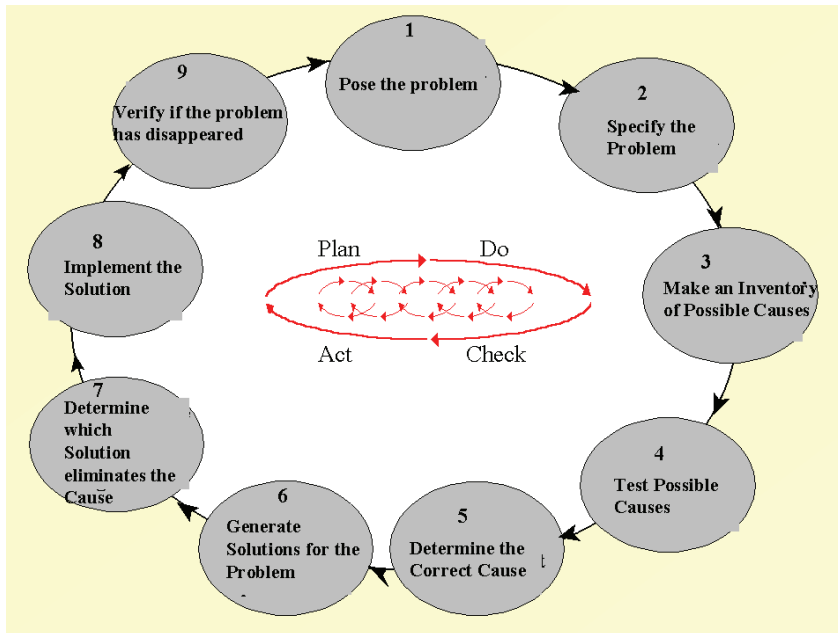 1
Pose the problem
2
Specify the
Problem
3
Make an Inventory
of Possible Causes
4
Test Possible
Causes
5
Determine the
Correct Cause
t
6
Generate
Solutions for the
Problem
7
Determine
which
Solution
eliminates the
Cause
8
Implement the
Solution
9
Verify if the problem
has disappeared
Plan
Do
Act
Check